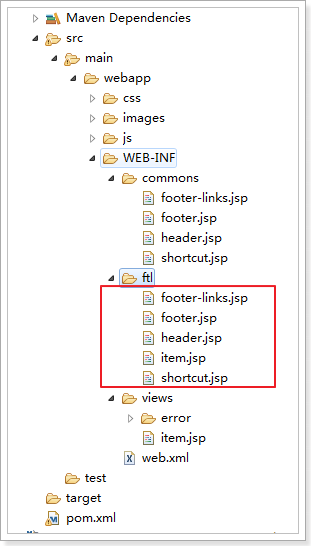 Maven Dependencies
src
main
webapp
css
images
js
WEB-INF
commons
footer-links.jsp
footer.jsp
header.jsp
shortcut.jsp
ftl
footer-links.jsp
footer.jsp
header.jsp
item.jsp
shortcut.jsp
views
error
item.jsp
web.xml
test
target
pom.xml